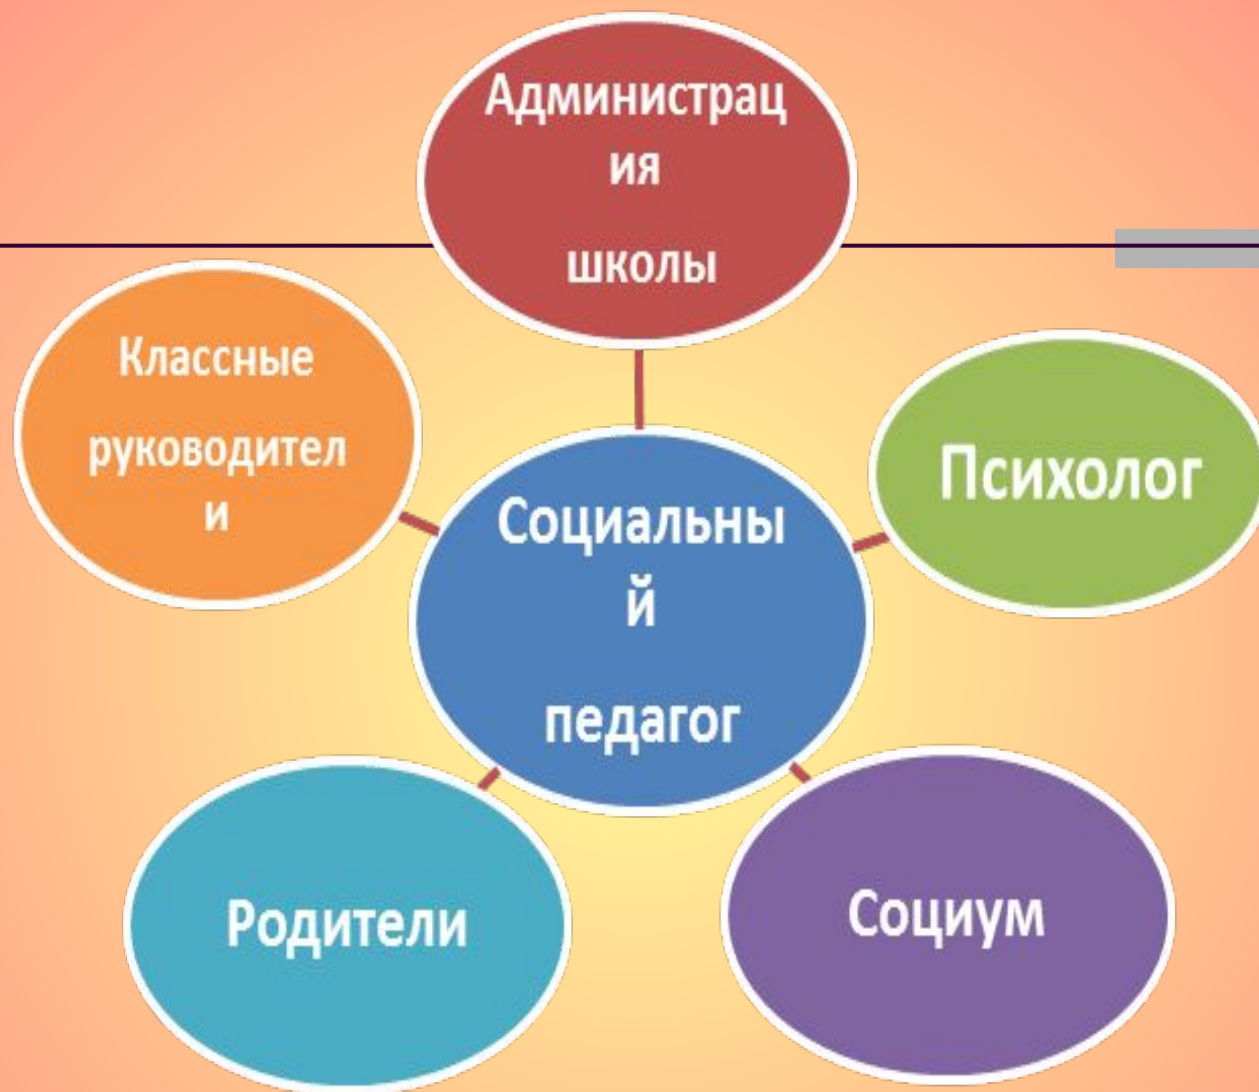 Администрац
ия
школы
Классные
руководител
и
Психолог
Социальны
й
педагог
Родители
Социум